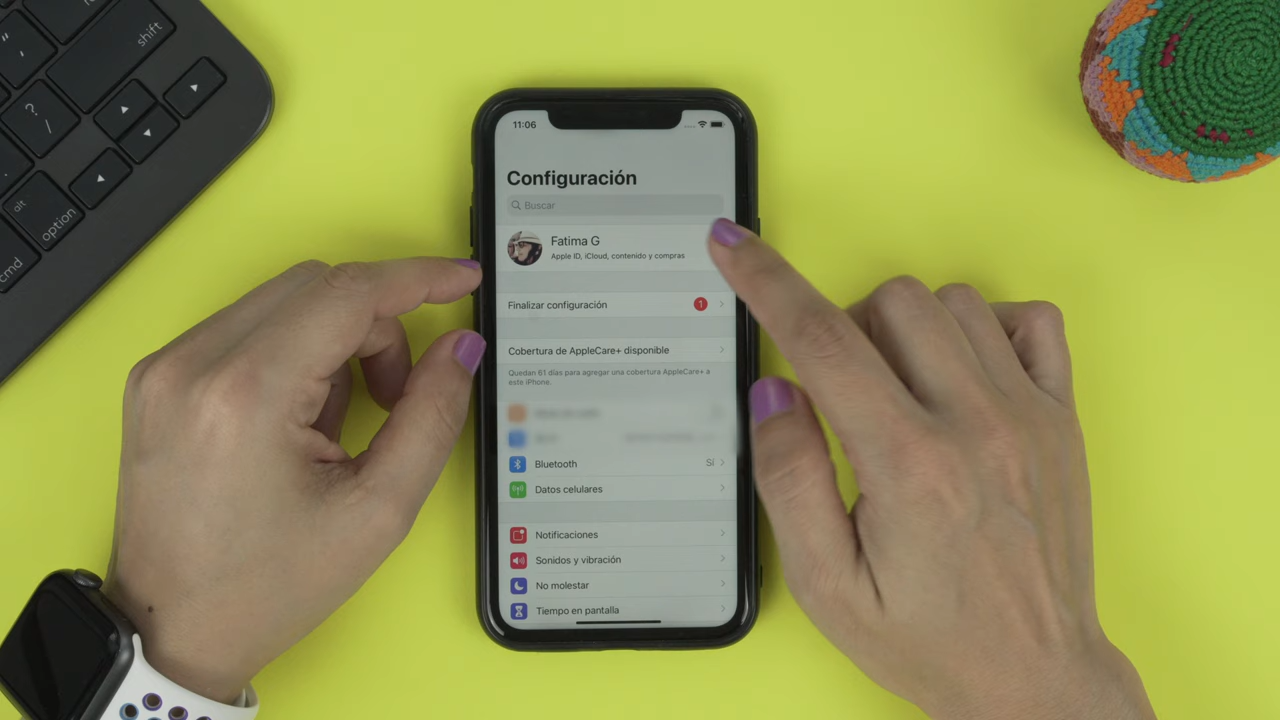 shift
"
,
?
/
alt
option
cmd
11:06
Configuración
Buscar
Fatima G
Apple ID, iCloud, contenido y compras
Finalizar configuración 1
Cobertura de AppleCare+ disponible
Quedan 61 días para agregar una cobertura AppleCare+ a
este iPhone.
Bluetooth Sí
Datos celulares
Notificaciones
Sonidos y vibración
No molestar
Tiempo en pantalla